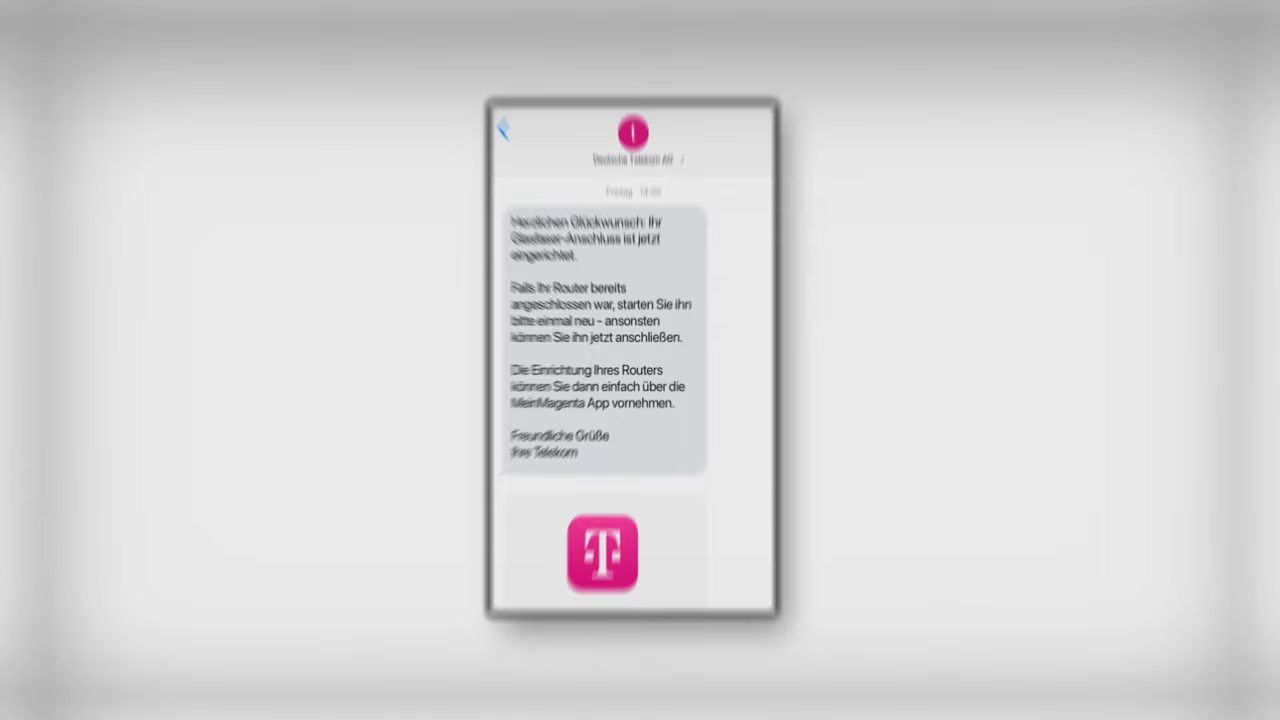 Deutsche Telekom AG
Freitag
Herzlichen Glückwunsch: Ihr
Glasfaser-Anschluss ist jetzt
eingerichtet.
Falls Ihr Router bereits
angeschlossen war, starten Sie ihn
bitte einmal neu - ansonsten
können Sie ihn jetzt anschließen.
Die Einrichtung Ihres Routers
können Sie dann einfach über die
MeinMagenta App vornehmen.
Freundliche Grüße
Ihre Telekom
T